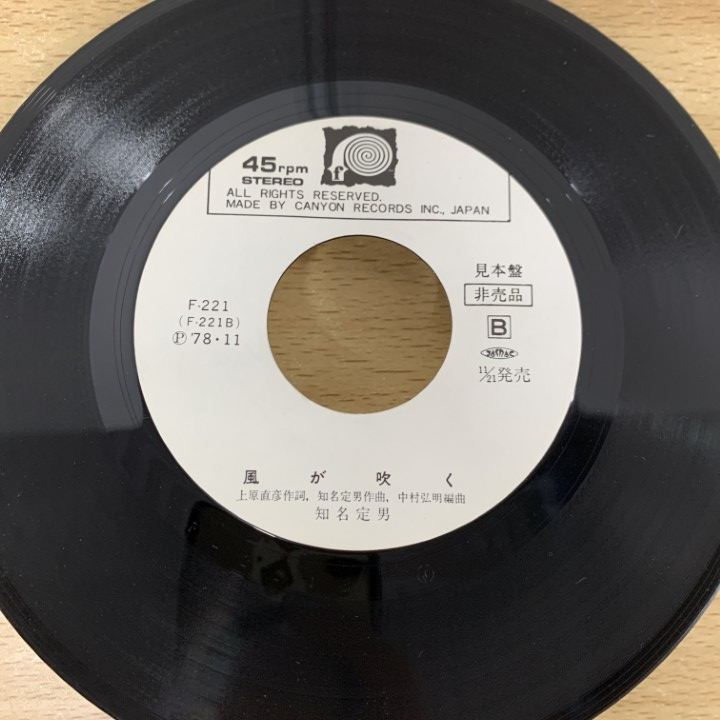 45rpm
STEREO
f
ALL RIGHTS RESERVED.
MADE BY CANYON RECORDS INC., JAPAN
見本盤
非売品
F-221
(F-221B)
Ⓟ'78・11
B
11/21発売
風が吹く
上原直彦作詞, 知名定男作曲, 中村弘明編曲
知名定男